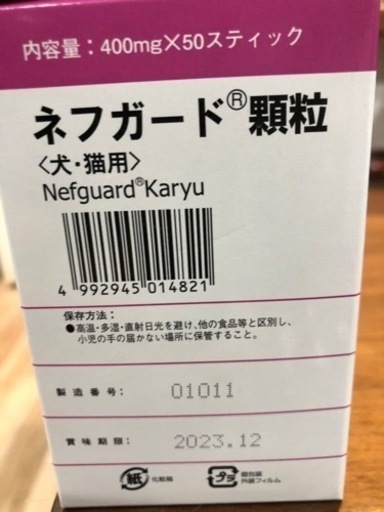 内容量：400mg×50スティック
ネフガード®顆粒
〈犬・猫用〉
Nefguard®Karyu
4 992945 014821
保存方法：
●高温・多湿・直射日光を避け、他の食品等と区別し、
小児の手の届かない場所に保管すること。
製造番号： 01011
賞味期限： 2023.12
紙 化粧箱
プラ 個包装
外装フィルム